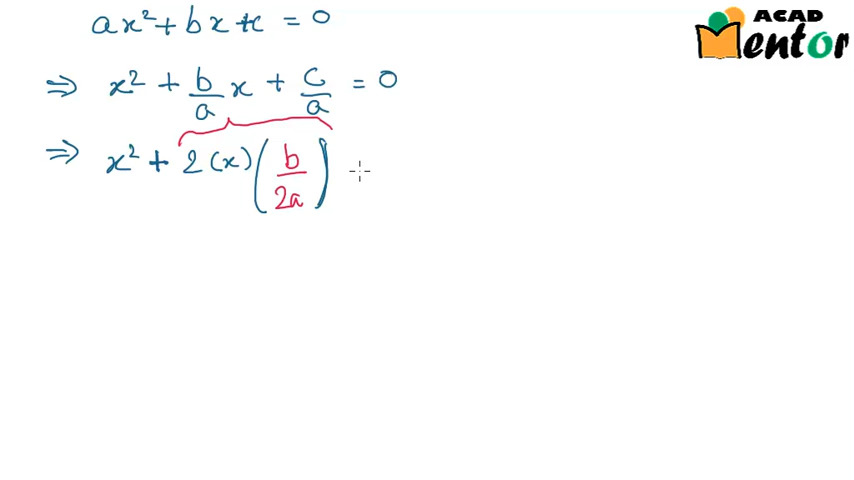 ax² + bx + c = 0
ACAD
mentor
⇒ x² + b/a x + c/a = 0
⇒ x² + 2(x)(b/2a)